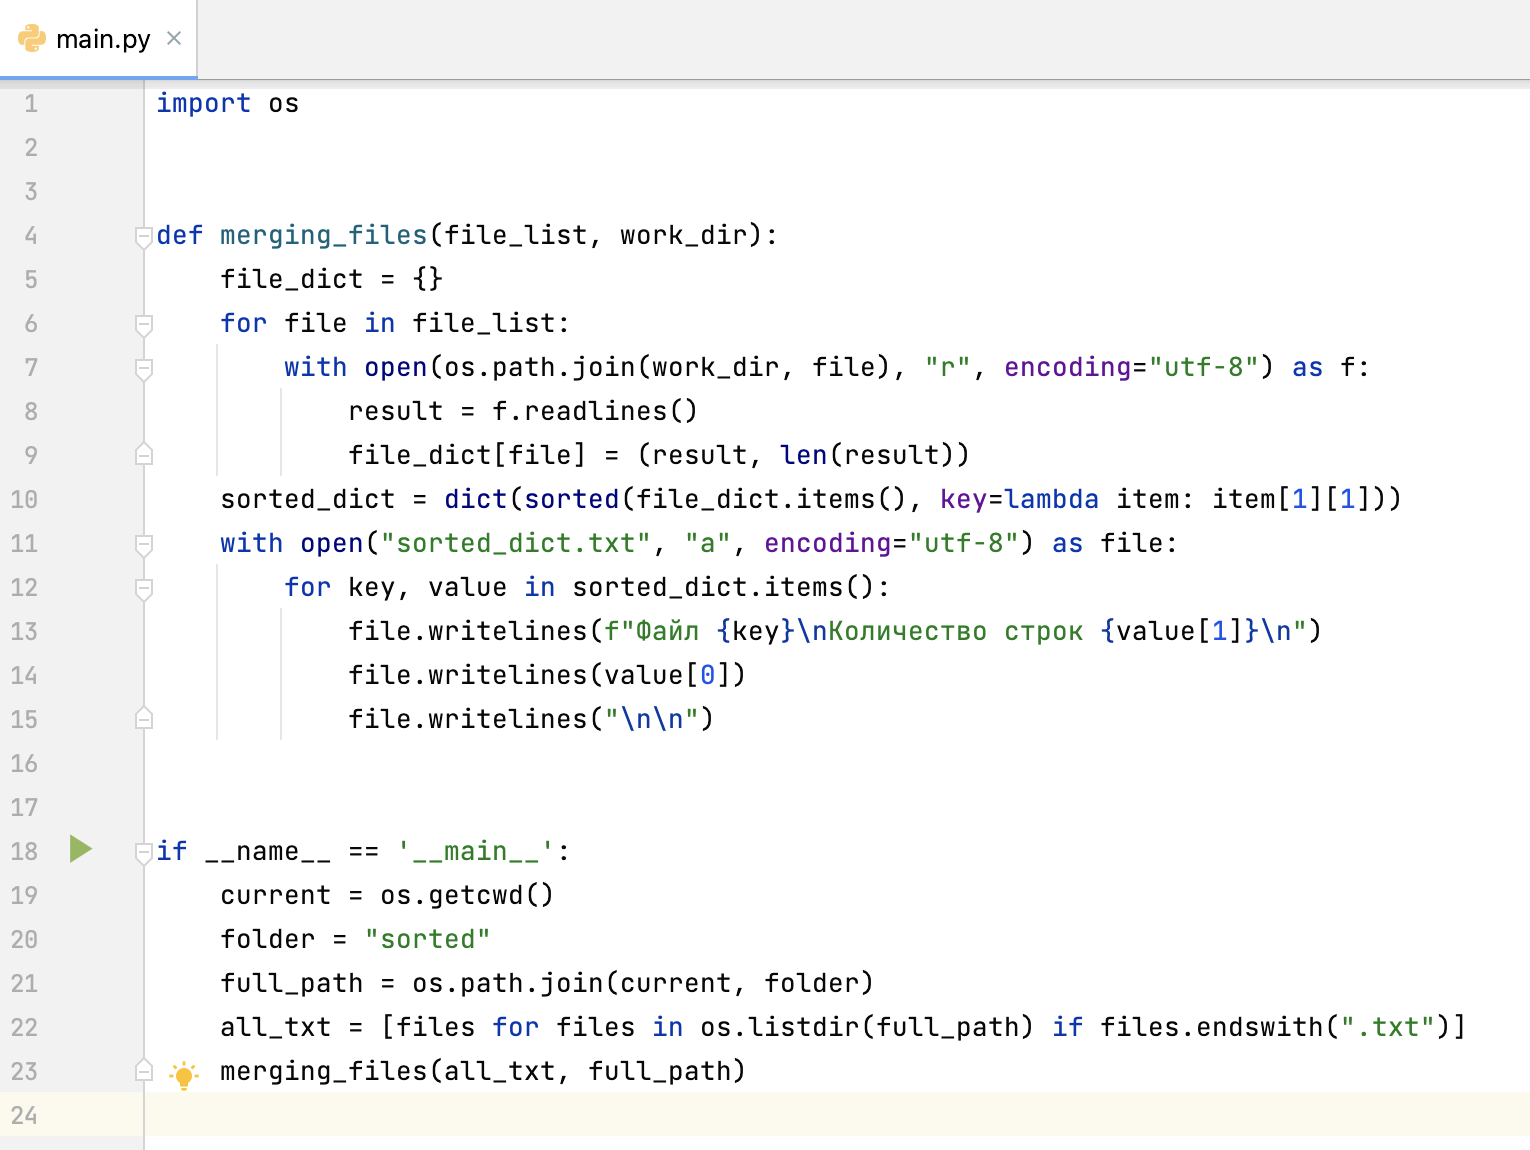 main.py
1 import os
2
3
4 def merging_files(file_list, work_dir):
5     file_dict = {}
6     for file in file_list:
7         with open(os.path.join(work_dir, file), "r", encoding="utf-8") as f:
8             result = f.readlines()
9             file_dict[file] = (result, len(result))
10     sorted_dict = dict(sorted(file_dict.items(), key=lambda item: item[1][1]))
11     with open("sorted_dict.txt", "a", encoding="utf-8") as file:
12         for key, value in sorted_dict.items():
13             file.writelines(f"Файл {key}\nКоличество строк {value[1]}\n")
14             file.writelines(value[0])
15             file.writelines("\n\n")
16
17
18 if __name__ == '__main__':
19     current = os.getcwd()
20     folder = "sorted"
21     full_path = os.path.join(current, folder)
22     all_txt = [files for files in os.listdir(full_path) if files.endswith(".txt")]
23     merging_files(all_txt, full_path)
24